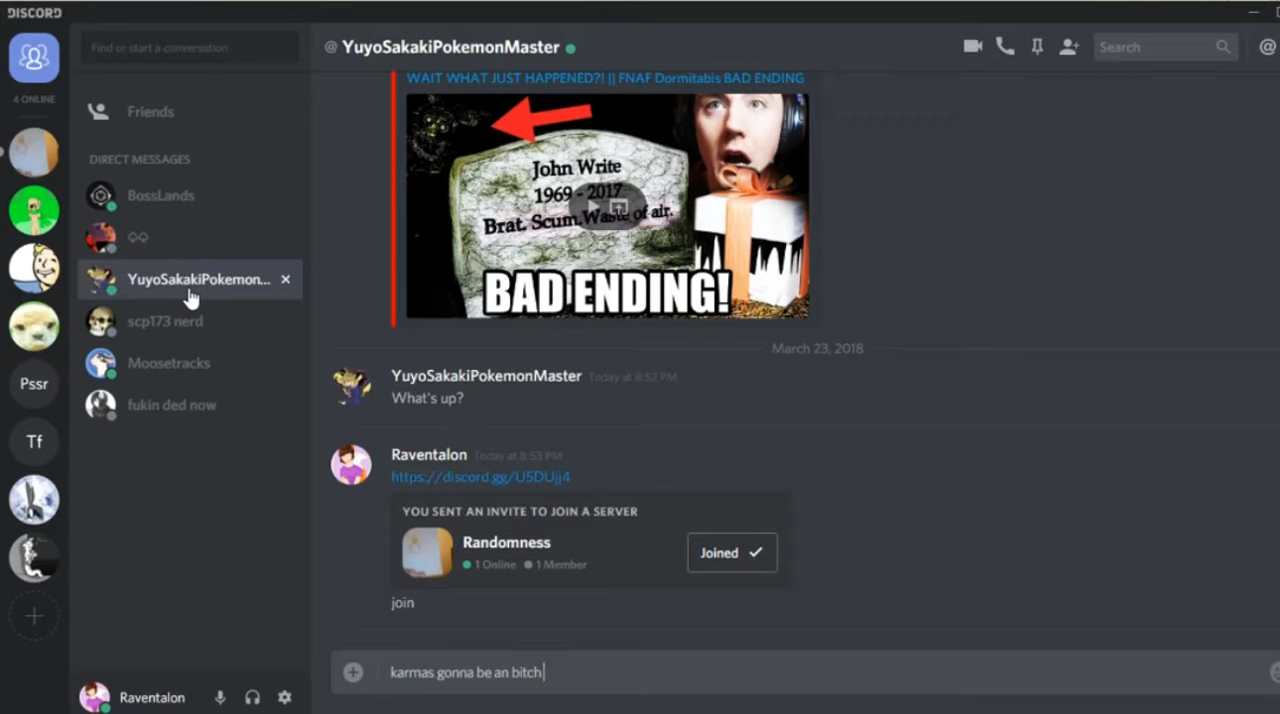 DISCORD
Find or start a conversation
@ YuyoSakakiPokemonMaster
Search
4 ONLINE
Friends
DIRECT MESSAGES
BossLands
YuyoSakakiPokemon...
scp173 nerd
Moosetracks
fukin ded now
Pssr
Tf
WAIT WHAT JUST HAPPENED?! || FNAF Dormitabis BAD ENDING
John Write
1969 - 2017
Brat. Scum. Waste of air.
BAD ENDING!
March 23, 2018
YuyoSakakiPokemonMaster Today at 8:52 PM
What's up?
Raventalon Today at 8:53 PM
https://discord.gg/U5DUjj4
YOU SENT AN INVITE TO JOIN A SERVER
Randomness
1 Online 1 Member
Joined
join
karmas gonna be an bitch
Raventalon